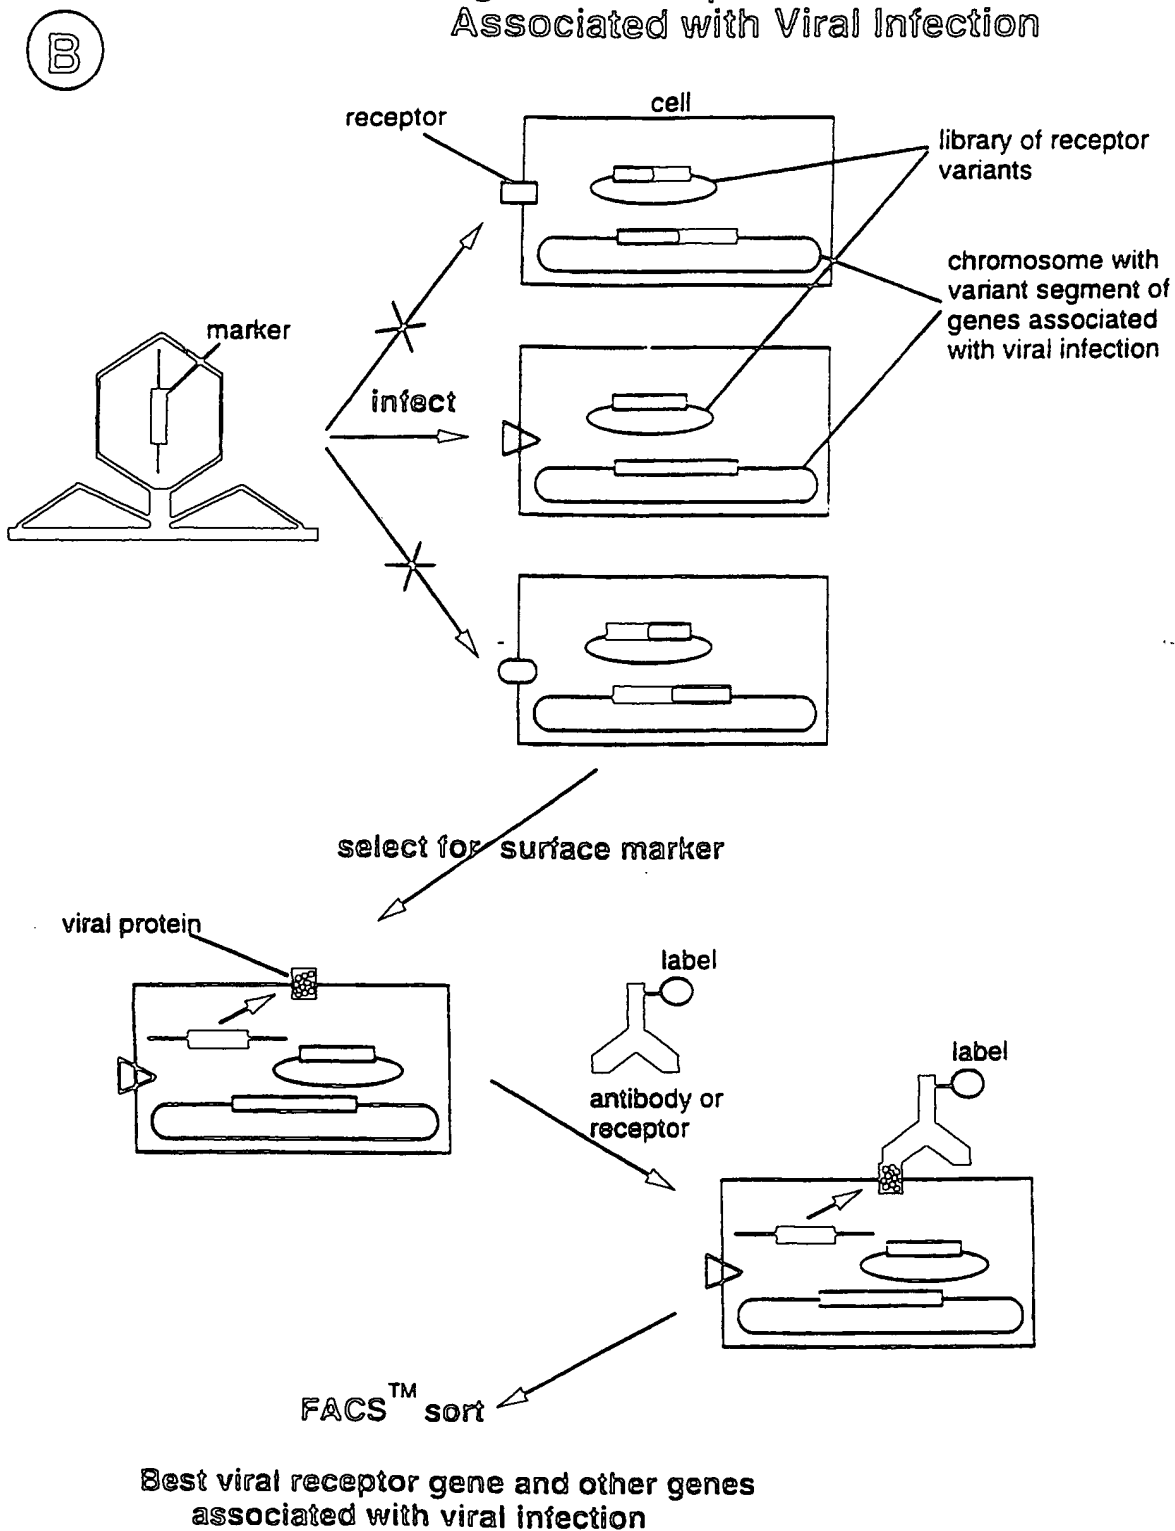 Associated with Viral Infection
B
cell
receptor
library of receptor
variants
chromosome with
variant segment of
genes associated
with viral infection
marker
infect
select for surface marker
viral protein
label
antibody or
receptor
label
FACS™ sort
Best viral receptor gene and other genes
associated with viral infection